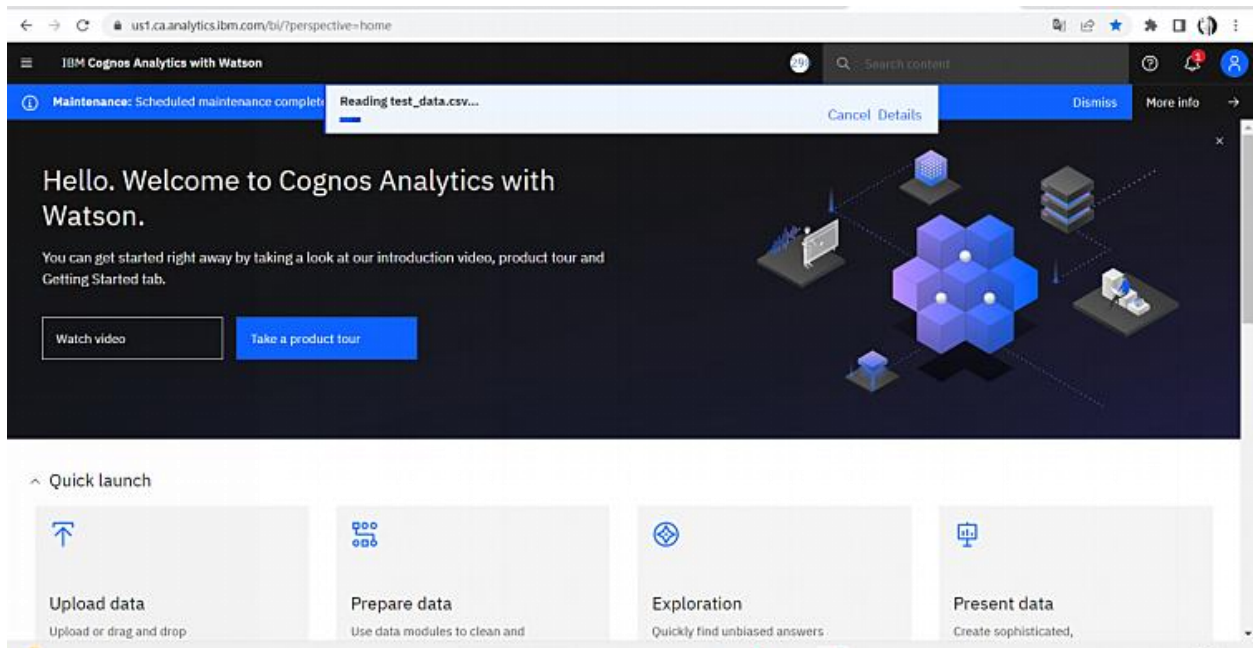 us1.ca.analytics.ibm.com/bi/?perspective=home
IBM Cognos Analytics with Watson
29
Search content
1
Maintenance: Scheduled maintenance complet
Reading test_data.csv...
Cancel Details
Dismiss
More info
Hello. Welcome to Cognos Analytics with
Watson.
You can get started right away by taking a look at our introduction video, product tour and
Getting Started tab.
Watch video
Take a product tour
Quick launch
Upload data
Prepare data
Exploration
Present data
Upload or drag and drop
Use data modules to clean and
Quickly find unbiased answers
Create sophisticated,